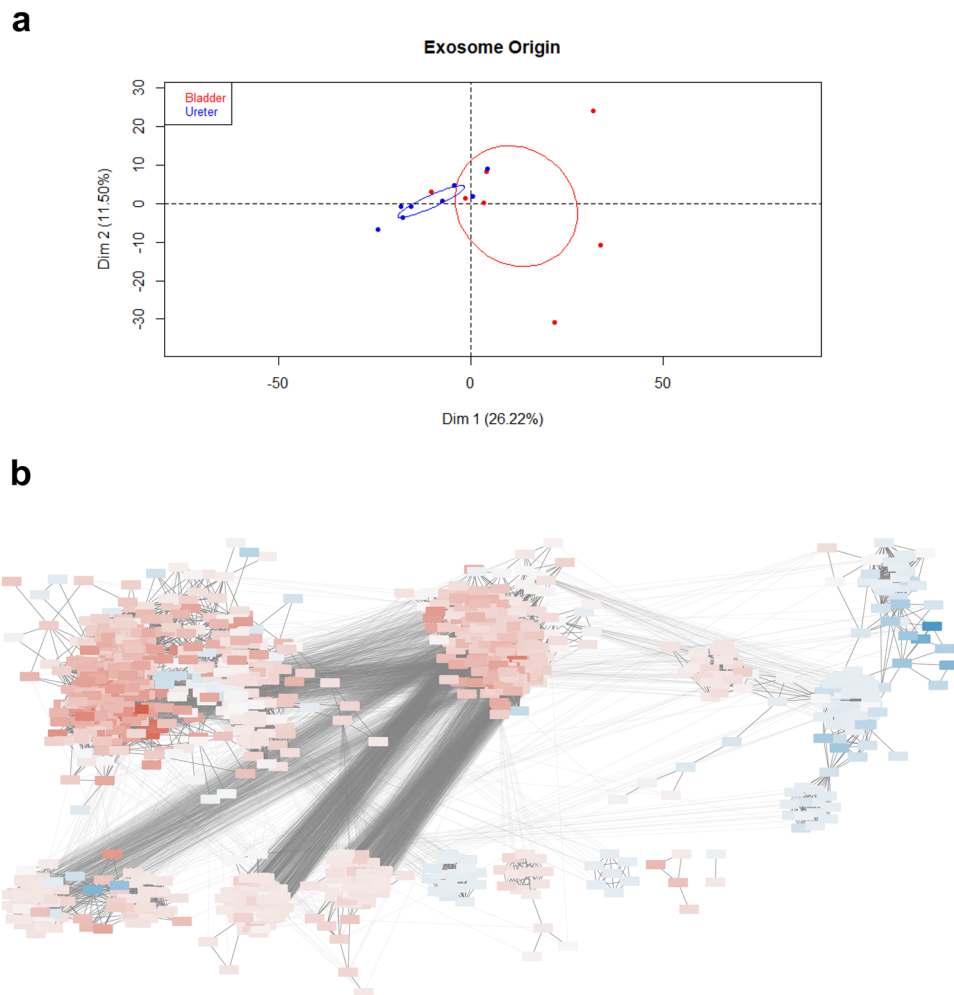 a
Exosome Origin
Bladder
Ureter
30
20
10
0
-10
-20
-30
Dim 2 (11.50%)
-50
0
50
Dim 1 (26.22%)
b